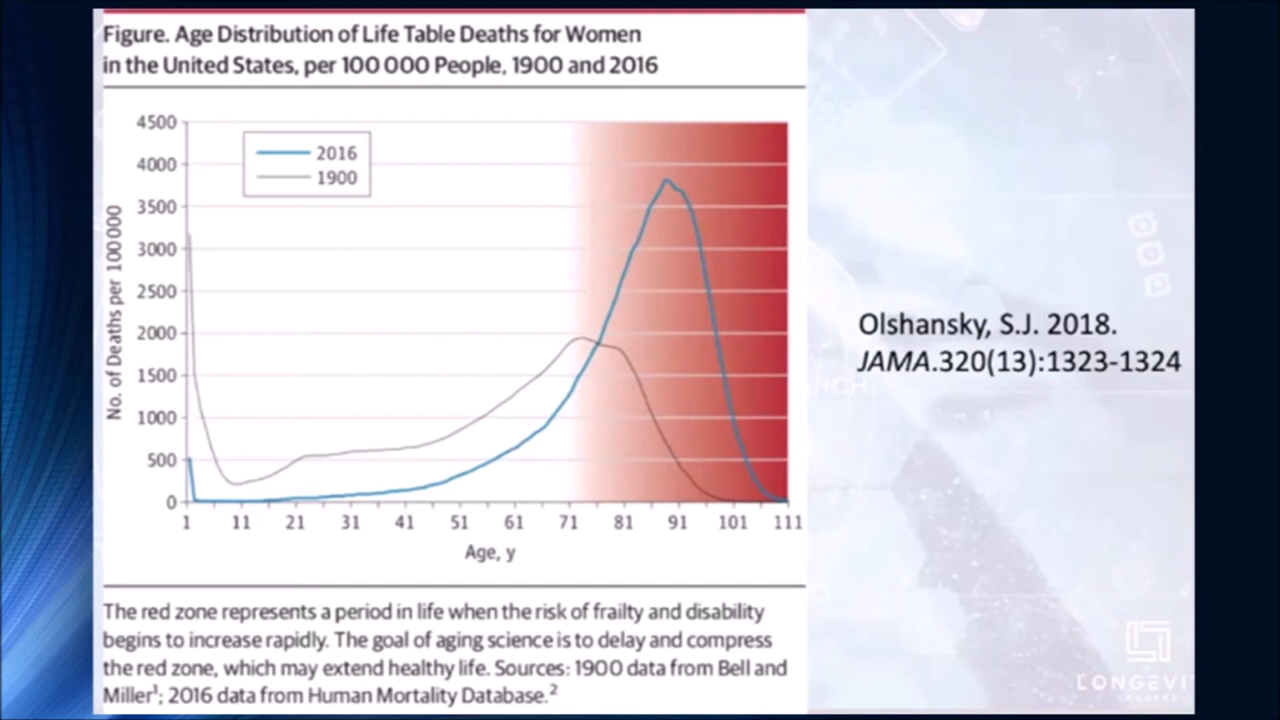 Figure. Age Distribution of Life Table Deaths for Women
in the United States, per 100 000 People, 1900 and 2016
4500
4000
3500
3000
2500
2000
1500
1000
500
0
No. of Deaths per 100 000
2016
1900
1 11 21 31 41 51 61 71 81 91 101 111
Age, y
The red zone represents a period in life when the risk of frailty and disability
begins to increase rapidly. The goal of aging science is to delay and compress
the red zone, which may extend healthy life. Sources: 1900 data from Bell and
Miller¹; 2016 data from Human Mortality Database.²
Olshansky, S.J. 2018.
JAMA.320(13):1323-1324
LONGEVI